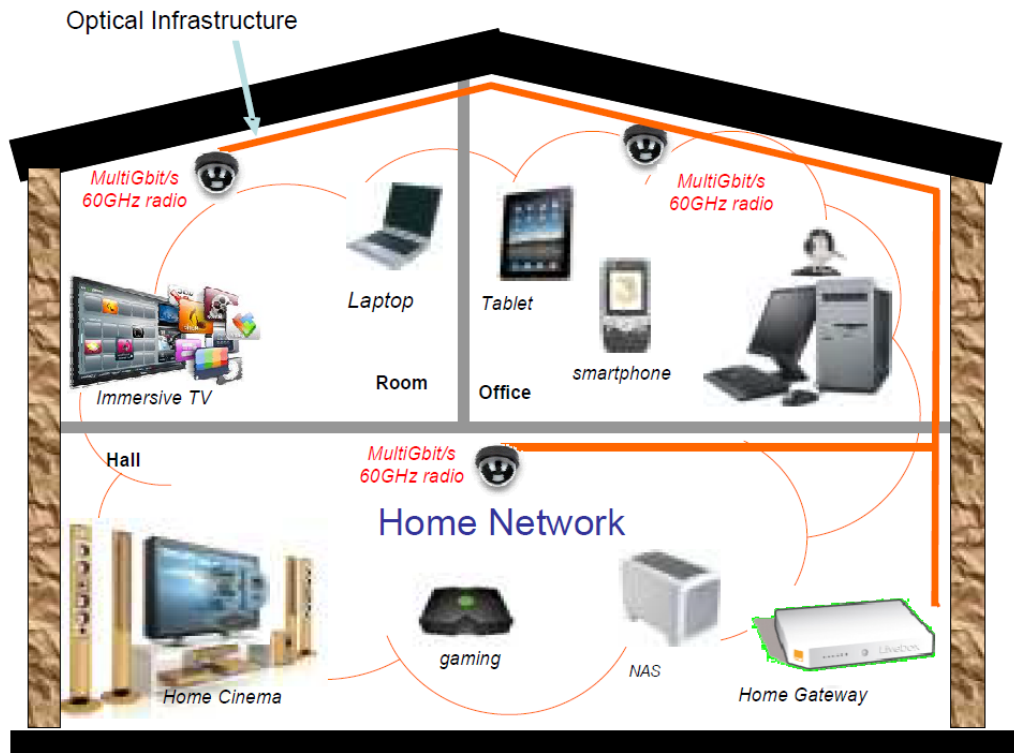 Optical Infrastructure
MultiGbit/s
60GHz radio
MultiGbit/s
60GHz radio
Laptop
Tablet
smartphone
Immersive TV
Room
Office
Hall
MultiGbit/s
60GHz radio
Home Network
Home Cinema
gaming
NAS
Home Gateway
Livebox